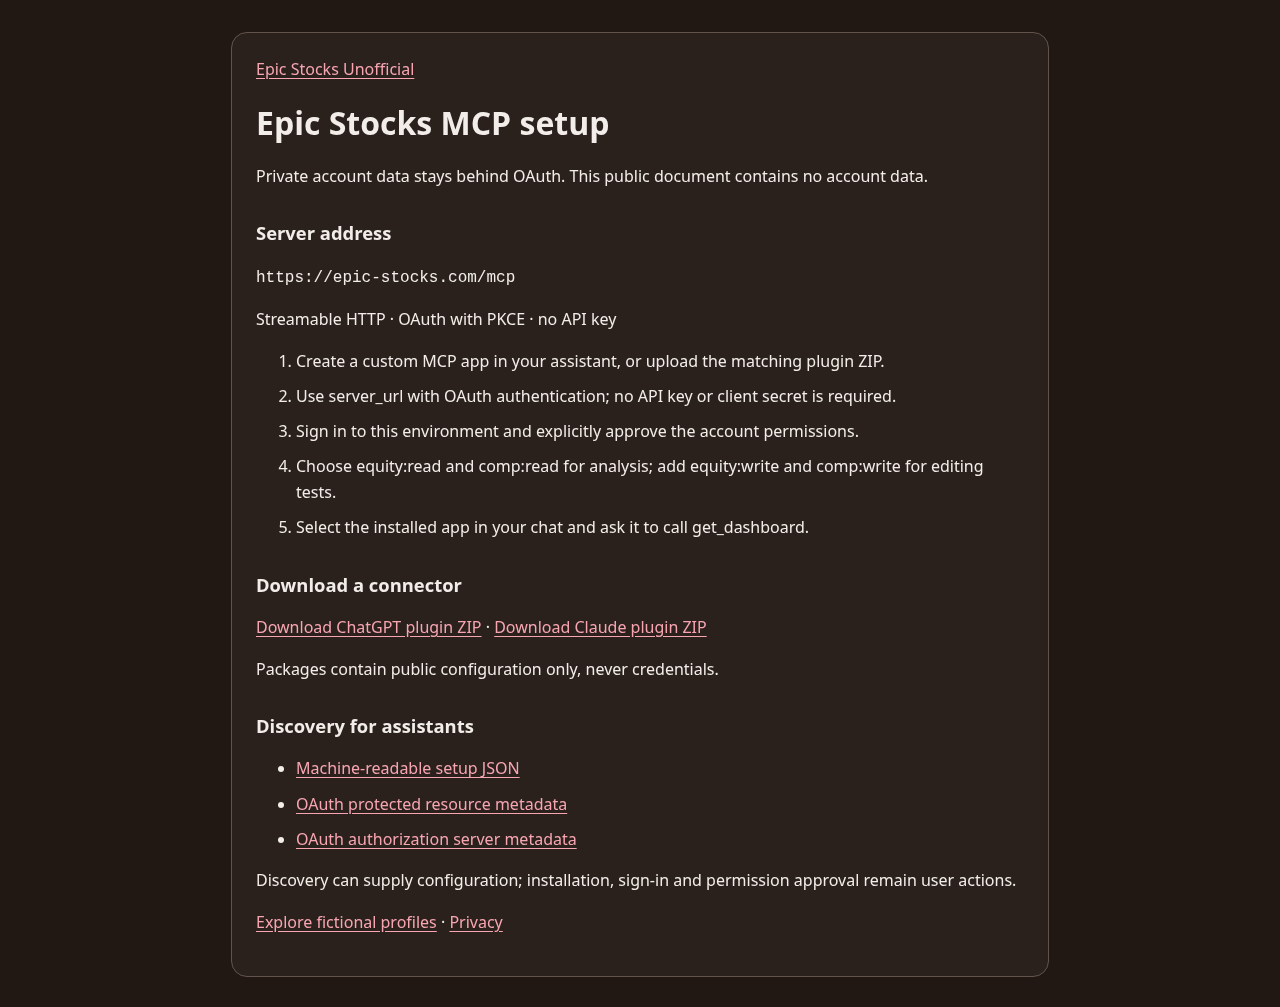 Epic Stocks Unofficial
Epic Stocks MCP setup
Private account data stays behind OAuth. This public document contains no account data.
Server address
https://epic-stocks.com/mcp
Streamable HTTP · OAuth with PKCE · no API key
1. Create a custom MCP app in your assistant, or upload the matching plugin ZIP.
2. Use server_url with OAuth authentication; no API key or client secret is required.
3. Sign in to this environment and explicitly approve the account permissions.
4. Choose equity:read and comp:read for analysis; add equity:write and comp:write for editing
tests.
5. Select the installed app in your chat and ask it to call get_dashboard.
Download a connector
Download ChatGPT plugin ZIP · Download Claude plugin ZIP
Packages contain public configuration only, never credentials.
Discovery for assistants
• Machine-readable setup JSON
• OAuth protected resource metadata
• OAuth authorization server metadata
Discovery can supply configuration; installation, sign-in and permission approval remain user actions.
Explore fictional profiles · Privacy